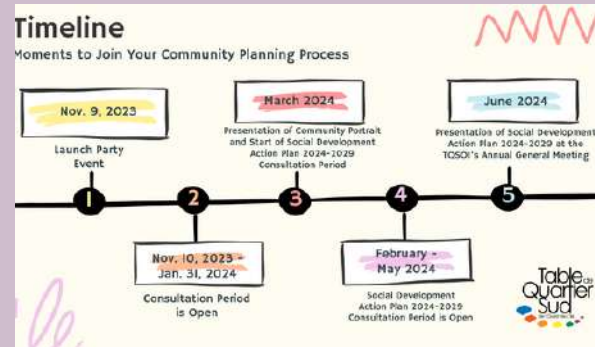 Timeline
Moments to Join Your Community Planning Process
Nov. 9, 2023
Launch Party
Event
1
2
Nov. 10, 2023 -
Jan. 31, 2024
Consultation Period
is Open
March 2024
Presentation of Community Portrait
and Start of Social Development
Action Plan 2024-2029
Consultation Period
3
4
February -
May 2024
Social Development
Action Plan 2024-2029
Consultation Period is Open
June 2024
Presentation of Social Development
Action Plan 2024-2029 at the
TQSOI's Annual General Meeting
5
Table de
Quartier
Sud